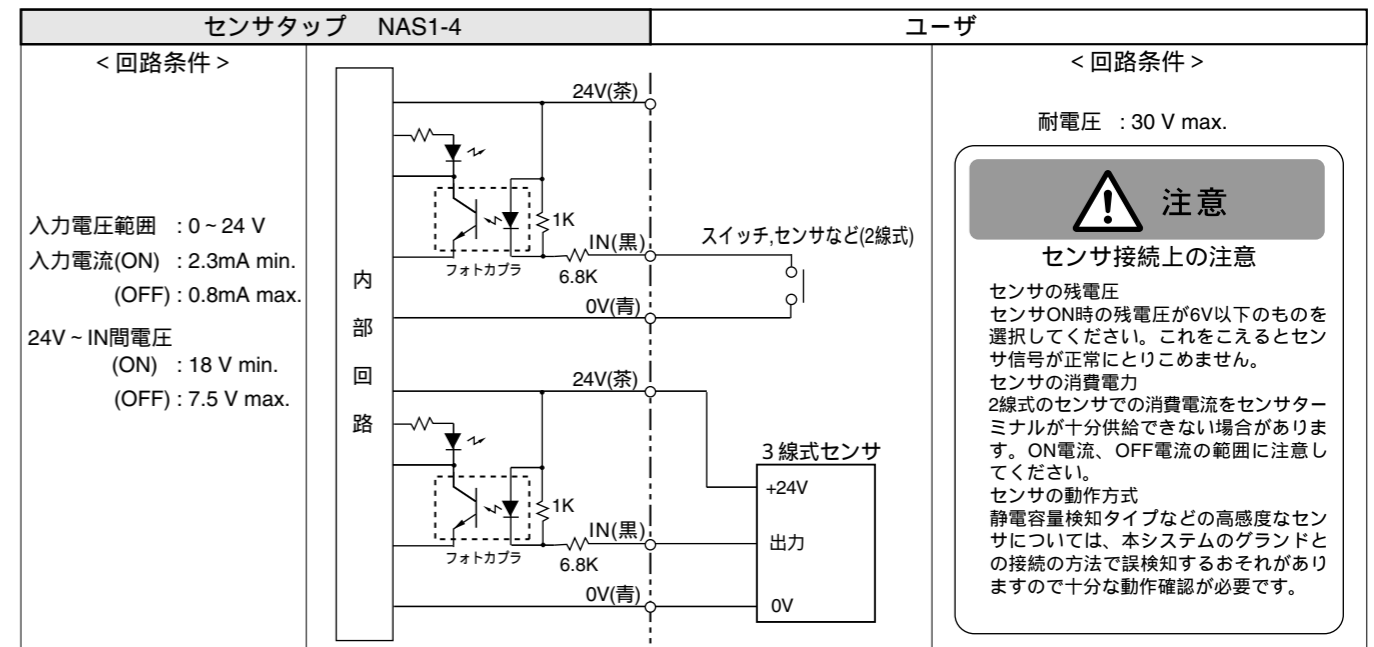 センサタップ NAS1-4
ユーザ
< 回路条件 >
入力電圧範囲 : 0 ~ 24 V
入力電流(ON) : 2.3mA min.
(OFF) : 0.8mA max.
24V ~ IN間電圧
(ON) : 18 V min.
(OFF) : 7.5 V max.
内部回路
24V(茶)
1K
IN(黒)
フォトカプラ
6.8K
0V(青)
スイッチ,センサなど(2線式)
24V(茶)
1K
IN(黒)
フォトカプラ
6.8K
0V(青)
3 線式センサ
+24V
出力
0V
< 回路条件 >
耐電圧 : 30 V max.
注意
センサ接続上の注意
センサの残電圧
センサON時の残電圧が6V以下のものを
選択してください。これをこえるとセン
サ信号が正常にとりこめません。
センサの消費電力
2線式のセンサでの消費電流をセンサター
ミナルが十分供給できない場合がありま
す。ON電流、OFF電流の範囲に注意し
てください。
センサの動作方式
静電容量検知タイプなどの高感度なセン
サについては、本システムのグランドと
の接続の方法で誤検知するおそれがあり
ますので十分な動作確認が必要です。